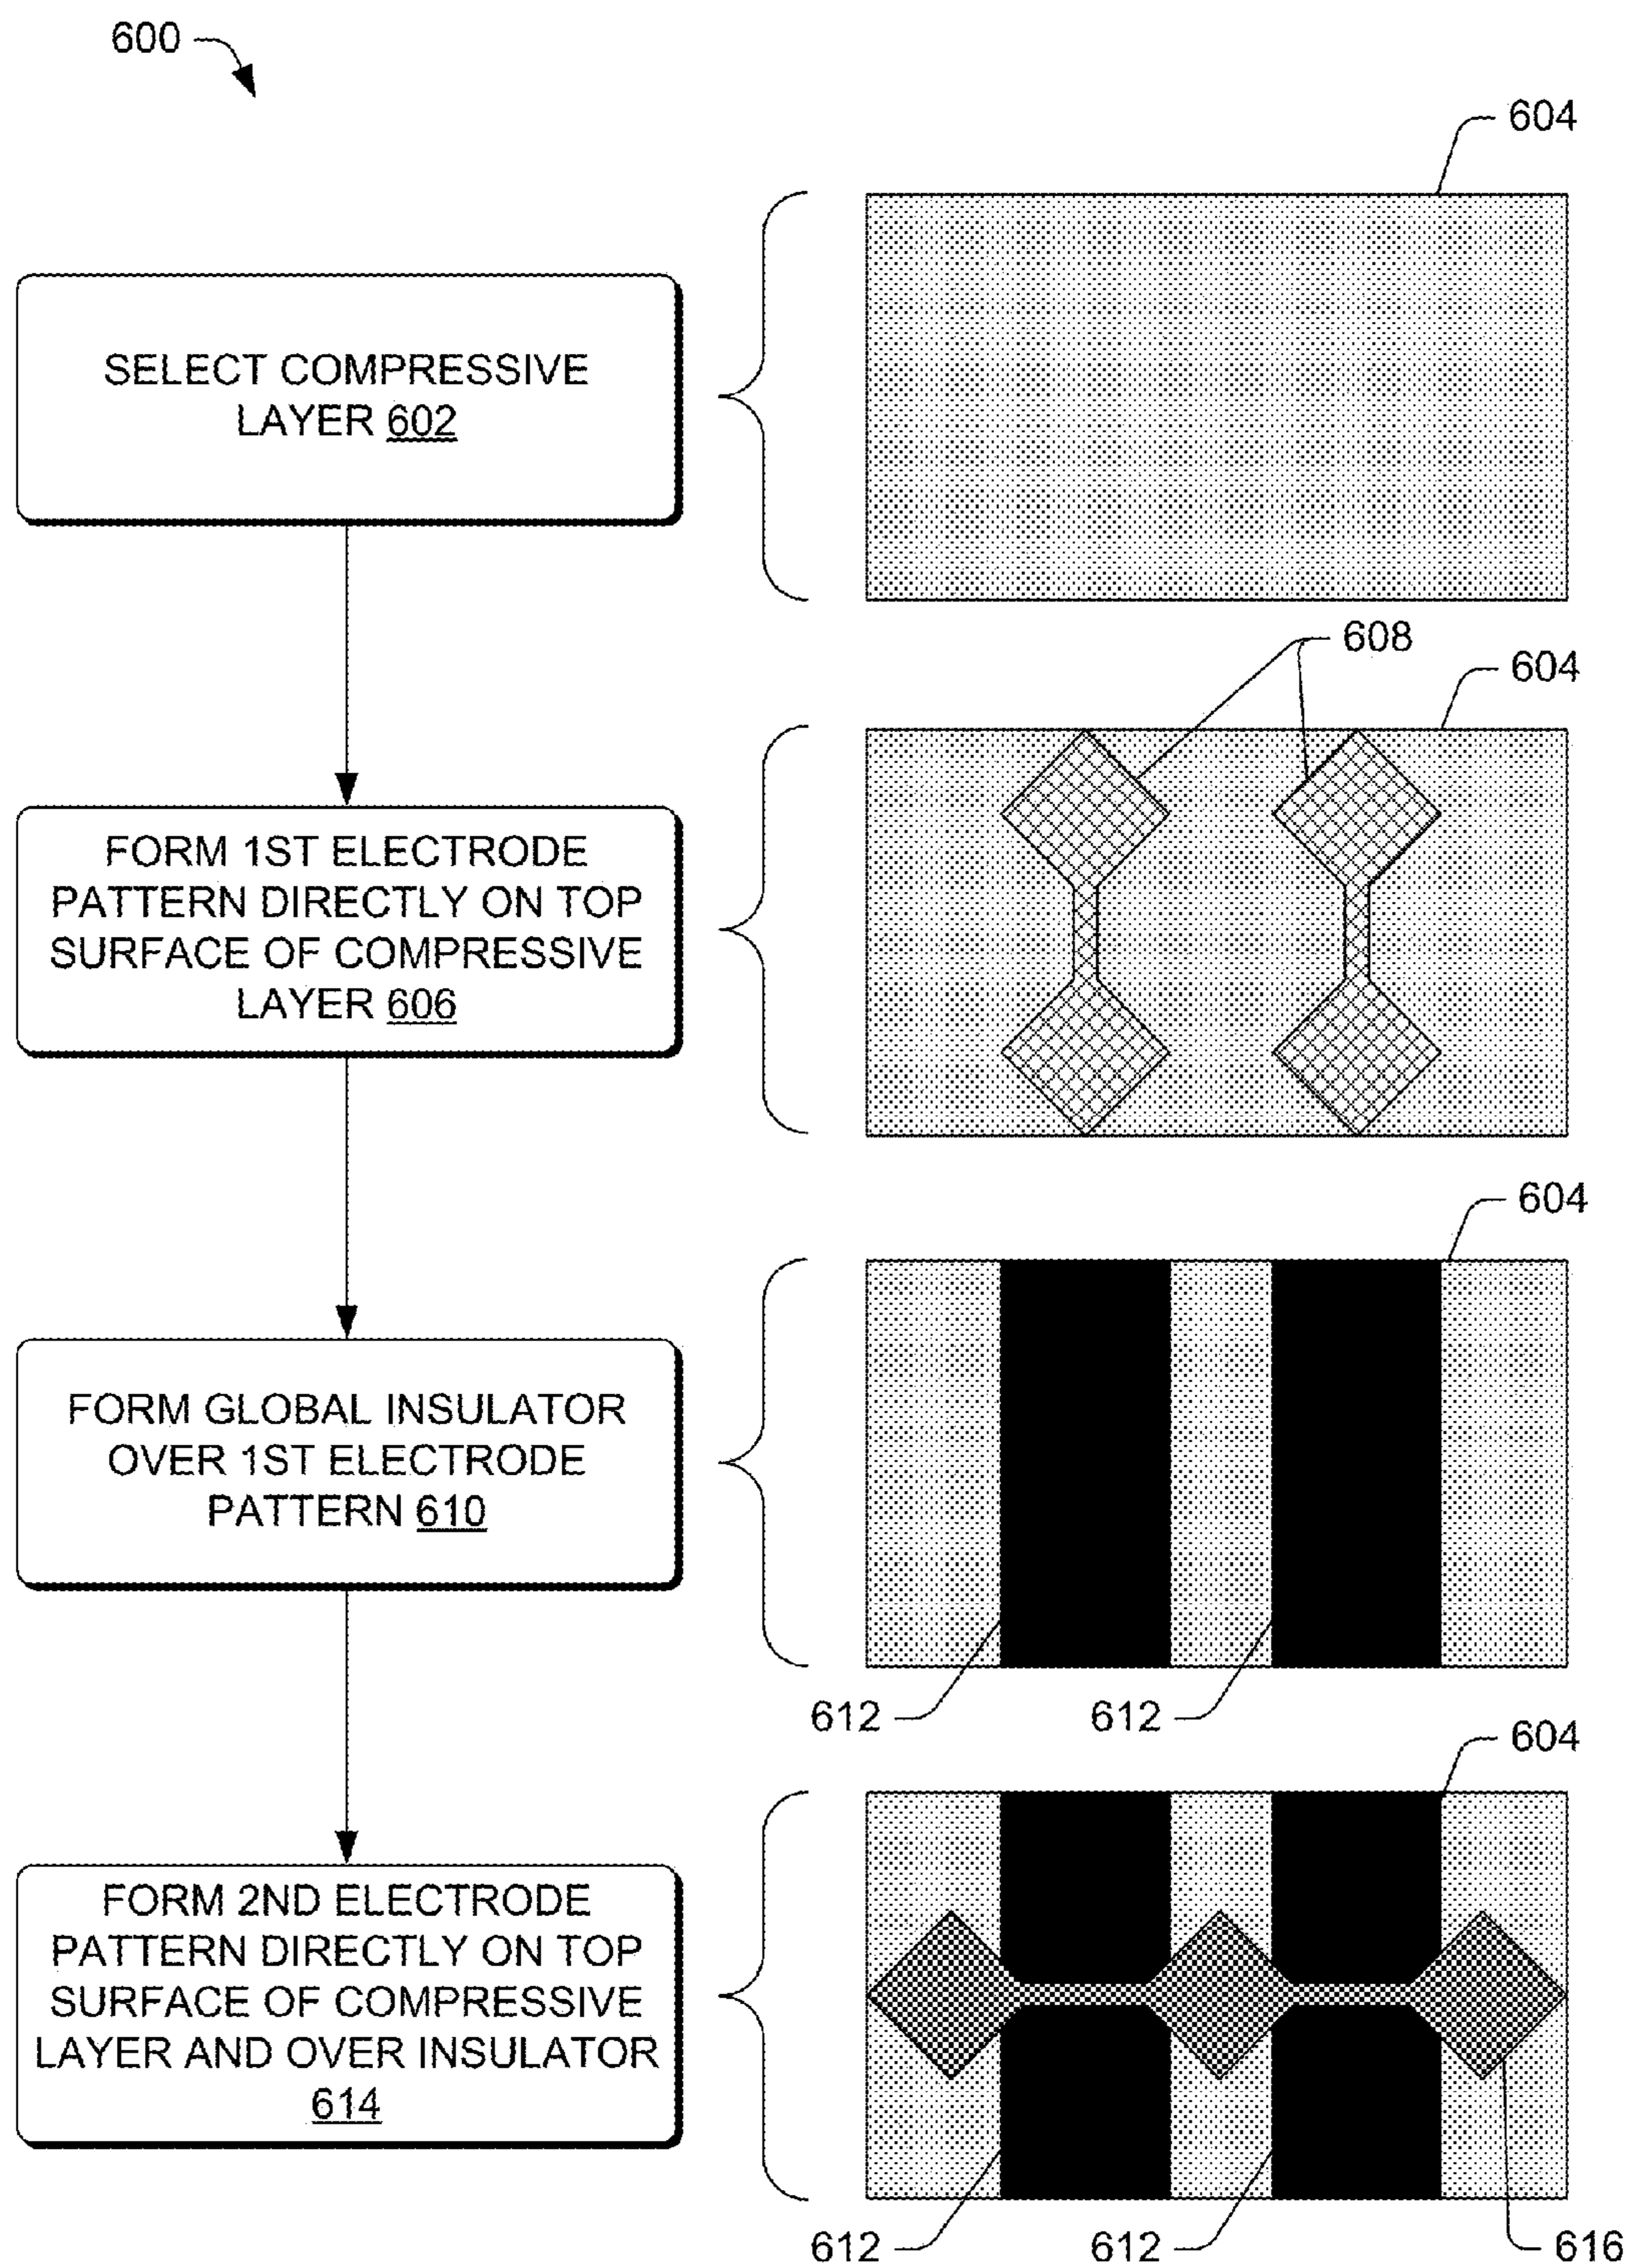 600
604
SELECT COMPRESSIVE
LAYER 602
608
604
FORM 1ST ELECTRODE
PATTERN DIRECTLY ON TOP
SURFACE OF COMPRESSIVE
LAYER 606
604
FORM GLOBAL INSULATOR
OVER 1ST ELECTRODE
PATTERN 610
612 612
604
FORM 2ND ELECTRODE
PATTERN DIRECTLY ON TOP
SURFACE OF COMPRESSIVE
LAYER AND OVER INSULATOR
614
612 612 616